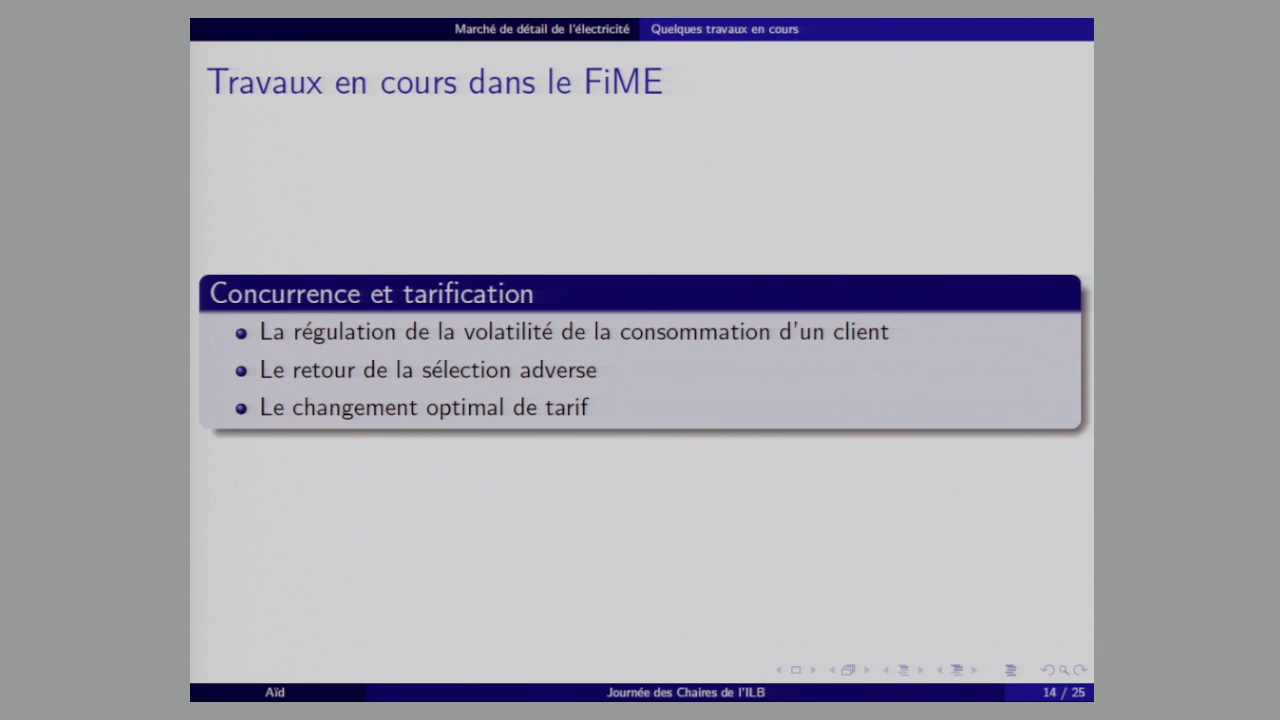 Marché de détail de l'électricité Quelques travaux en cours
Travaux en cours dans le FiME
Concurrence et tarification
La régulation de la volatilité de la consommation d'un client
Le retour de la sélection adverse
Le changement optimal de tarif
Aïd Journée des Chaires de l'ILB 14 / 25